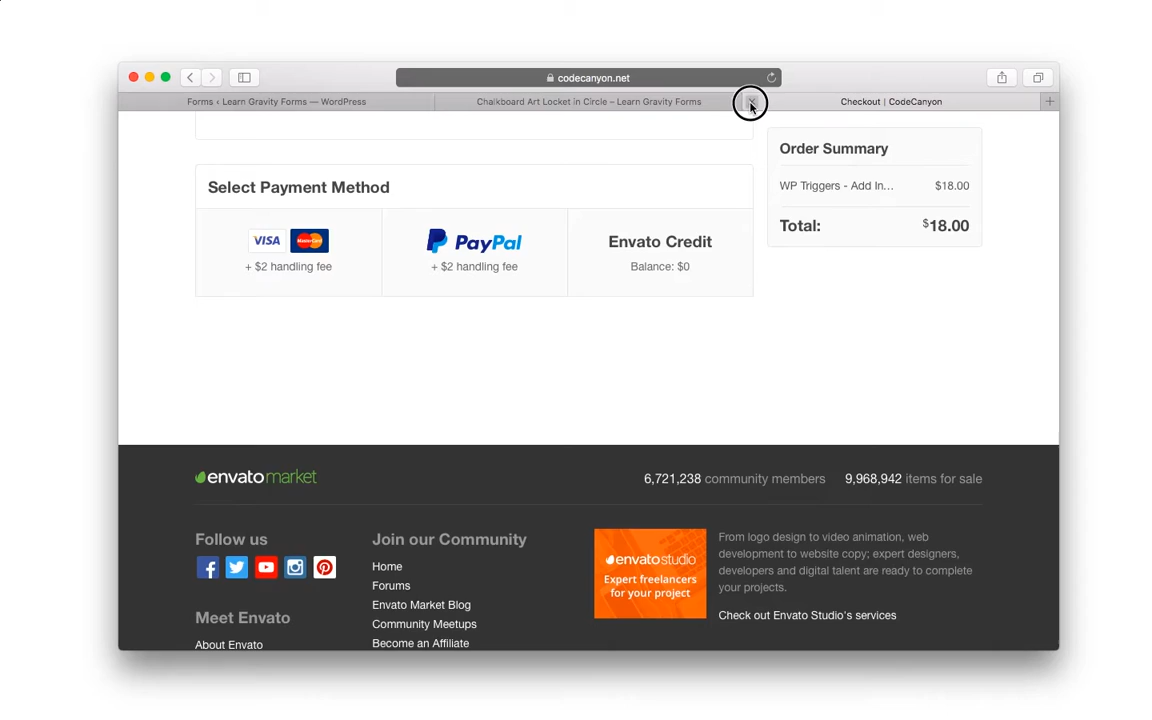 codecanyon.net
Forms ‹ Learn Gravity Forms — WordPress
Chalkboard Art Locket in Circle – Learn Gravity Forms
Checkout | CodeCanyon
Order Summary
WP Triggers - Add In… $18.00
Total: $18.00
Select Payment Method
VISA MasterCard
+ $2 handling fee
PayPal
+ $2 handling fee
Envato Credit
Balance: $0
envatomarket
6,721,238 community members 9,968,942 items for sale
Follow us
Meet Envato
About Envato
Join our Community
Home
Forums
Envato Market Blog
Community Meetups
Become an Affiliate
envatostudio
Expert freelancers
for your project
From logo design to video animation, web
development to website copy; expert designers,
developers and digital talent are ready to complete
your projects.
Check out Envato Studio's services